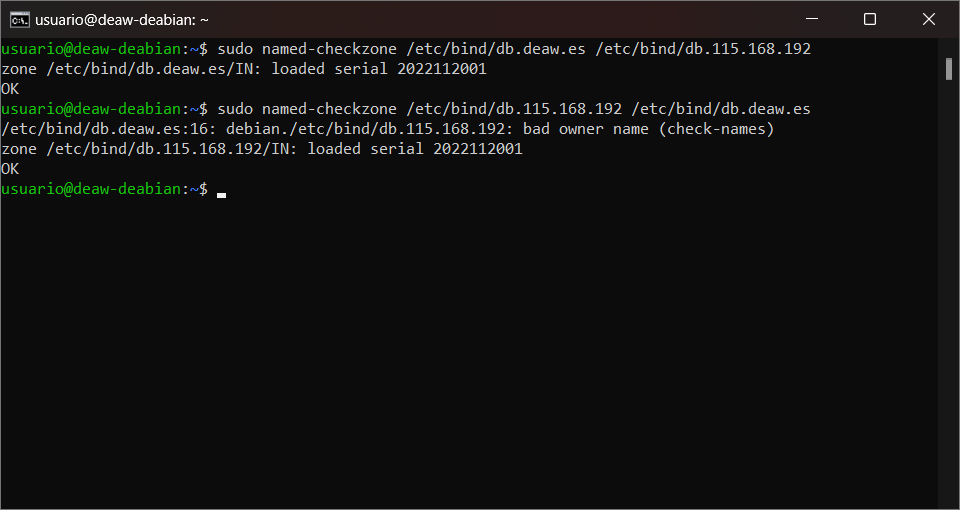 usuario@deaw-deabian: ~
usuario@deaw-deabian:~$ sudo named-checkzone /etc/bind/db.deaw.es /etc/bind/db.115.168.192
zone /etc/bind/db.deaw.es/IN: loaded serial 2022112001
OK
usuario@deaw-deabian:~$ sudo named-checkzone /etc/bind/db.115.168.192 /etc/bind/db.deaw.es
/etc/bind/db.deaw.es:16: debian./etc/bind/db.115.168.192: bad owner name (check-names)
zone /etc/bind/db.115.168.192/IN: loaded serial 2022112001
OK
usuario@deaw-deabian:~$